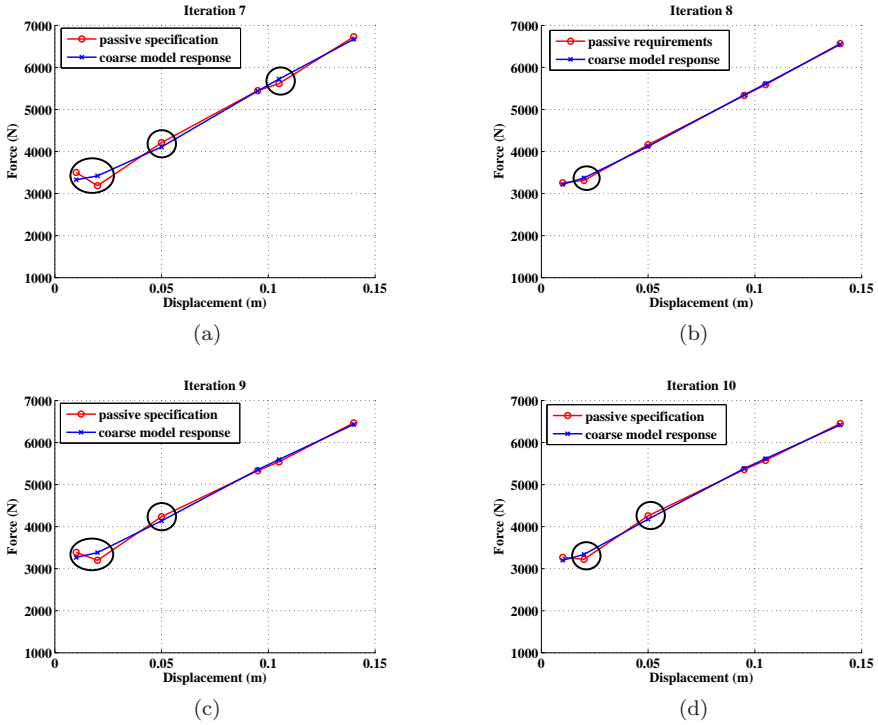 Iteration 7
7000
6000
5000
4000
3000
2000
1000
Force (N)
passive specification
coarse model response
0
0.05
0.1
0.15
Displacement (m)
(a)
Iteration 8
7000
6000
5000
4000
3000
2000
1000
Force (N)
passive requirements
coarse model response
0
0.05
0.1
0.15
Displacement (m)
(b)
Iteration 9
7000
6000
5000
4000
3000
2000
1000
Force (N)
passive specification
coarse model response
0
0.05
0.1
0.15
Displacement (m)
(c)
Iteration 10
7000
6000
5000
4000
3000
2000
1000
Force (N)
passive specification
coarse model response
0
0.05
0.1
0.15
Displacement (m)
(d)